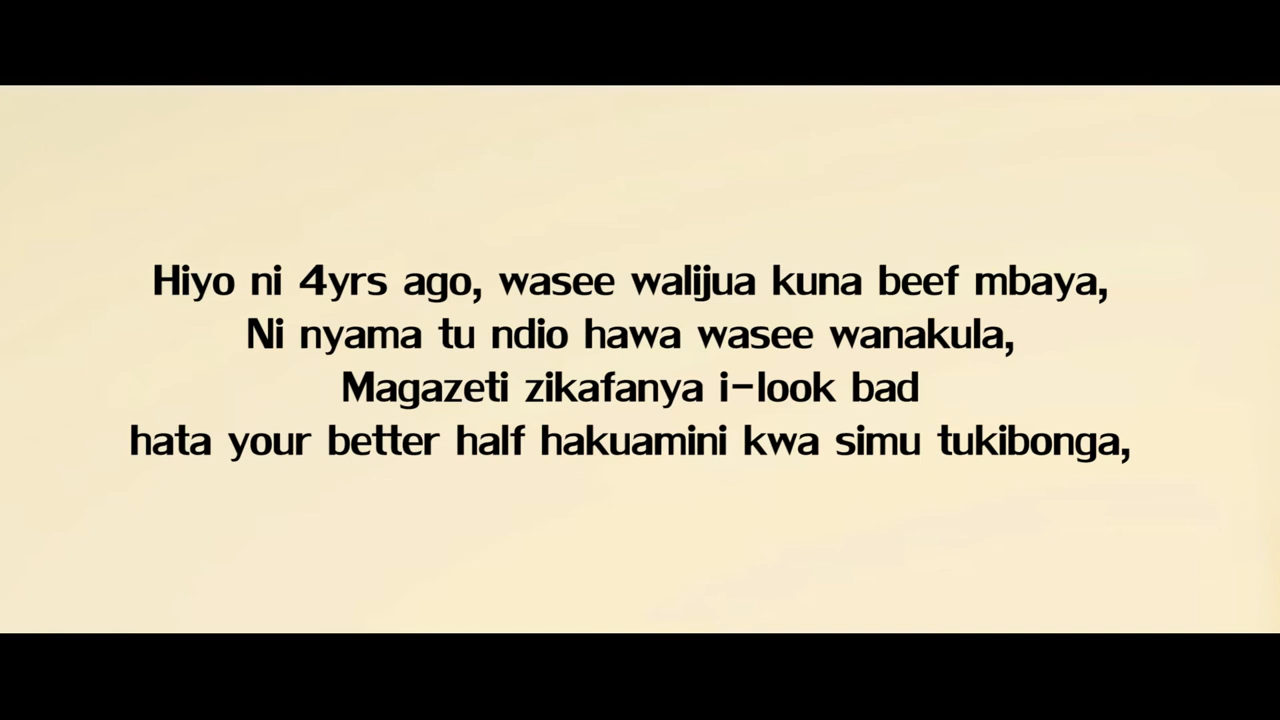 Hiyo ni 4yrs ago, wasee walijua kuna beef mbaya,
Ni nyama tu ndio hawa wasee wanakula,
Magazeti zikafanya i-look bad
hata your better half hakuamini kwa simu tukibonga,